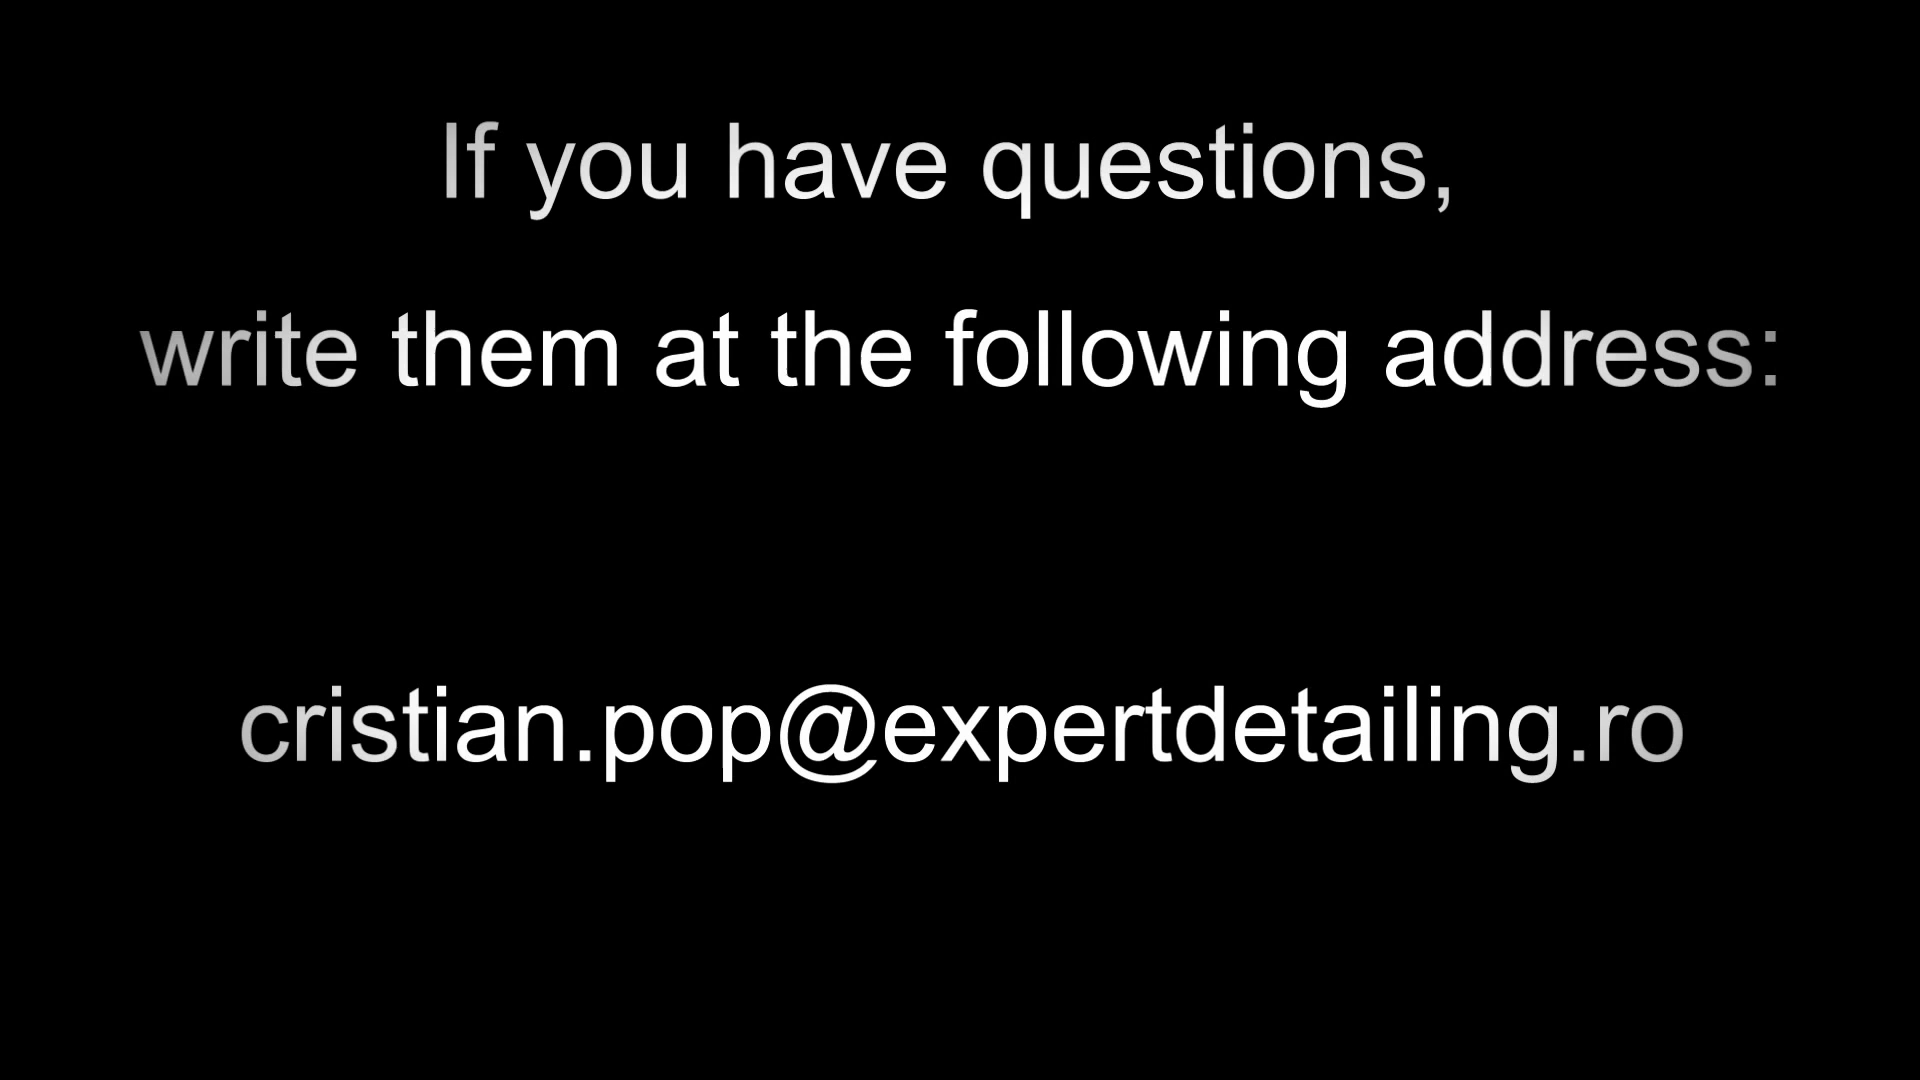 If you have questions,
write them at the following address:
cristian.pop@expertdetailing.ro